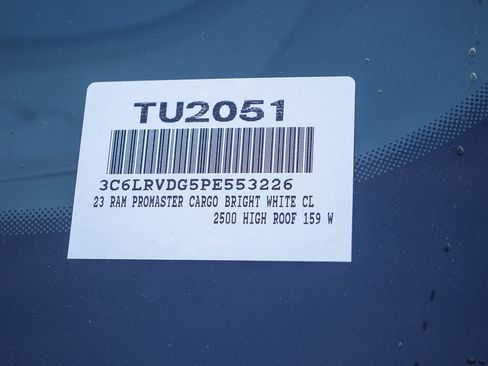 TU2051
3C6LRVDG5PE553226
23 RAM PROMASTER CARGO BRIGHT WHITE CL
2500 HIGH ROOF 159 W